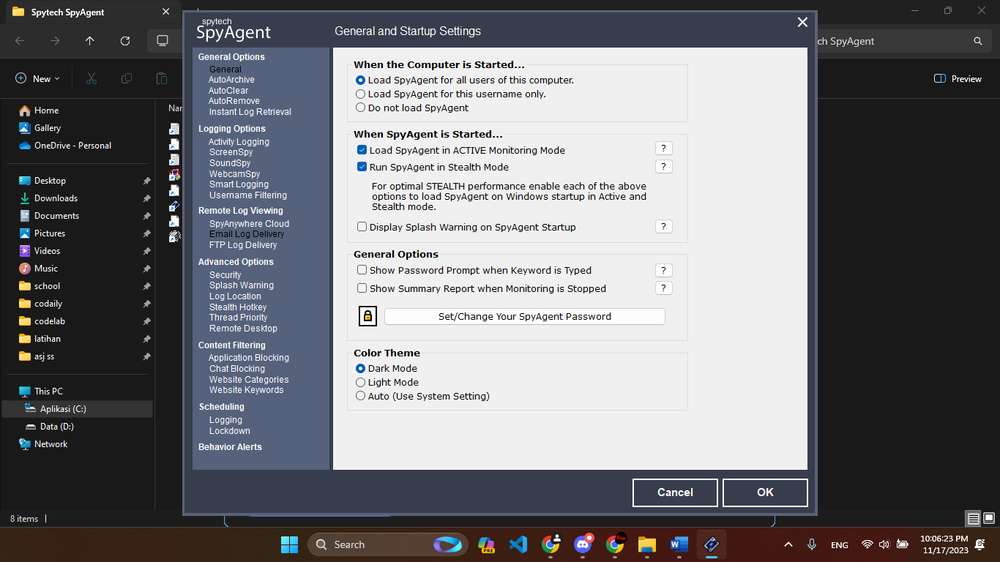 Spytech SpyAgent
spytech
SpyAgent
General and Startup Settings
ch SpyAgent
New
Preview
Home
Gallery
OneDrive - Personal
Desktop
Downloads
Documents
Pictures
Videos
Music
school
codaily
codelab
latihan
asj ss
This PC
Aplikasi (C:)
Data (D:)
Network
Nar
General Options
General
AutoArchive
AutoClear
AutoRemove
Instant Log Retrieval
Logging Options
Activity Logging
ScreenSpy
SoundSpy
WebcamSpy
Smart Logging
Username Filtering
Remote Log Viewing
SpyAnywhere Cloud
Email Log Delivery
FTP Log Delivery
Advanced Options
Security
Splash Warning
Log Location
Stealth Hotkey
Thread Priority
Remote Desktop
Content Filtering
Application Blocking
Chat Blocking
Website Categories
Website Keywords
Scheduling
Logging
Lockdown
Behavior Alerts
When the Computer is Started...
Load SpyAgent for all users of this computer.
Load SpyAgent for this username only.
Do not load SpyAgent
When SpyAgent is Started...
Load SpyAgent in ACTIVE Monitoring Mode ?
Run SpyAgent in Stealth Mode ?
For optimal STEALTH performance enable each of the above
options to load SpyAgent on Windows startup in Active and
Stealth mode.
Display Splash Warning on SpyAgent Startup ?
General Options
Show Password Prompt when Keyword is Typed ?
Show Summary Report when Monitoring is Stopped ?
Set/Change Your SpyAgent Password
Color Theme
Dark Mode
Light Mode
Auto (Use System Setting)
Cancel
OK
8 items
Search
PRE
ENG
10:06:23 PM
11/17/2023